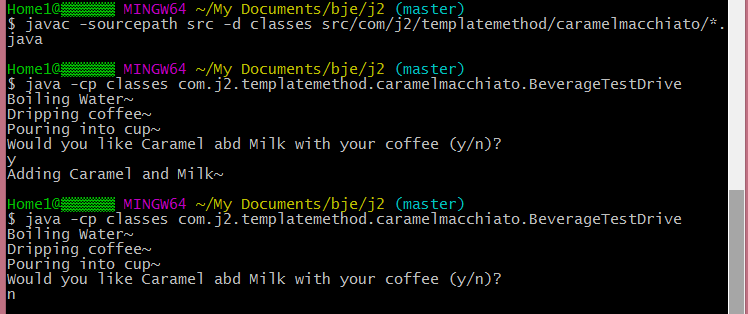 Home1@▒▒▒▒▒▒ MINGW64 ~/My Documents/bje/j2 (master)
$ javac -sourcepath src -d classes src/com/j2/templatemethod/caramelmacchiato/*.
java
Home1@▒▒▒▒▒▒ MINGW64 ~/My Documents/bje/j2 (master)
$ java -cp classes com.j2.templatemethod.caramelmacchiato.BeverageTestDrive
Boiling Water~
Dripping coffee~
Pouring into cup~
Would you like Caramel abd Milk with your coffee (y/n)?
y
Adding Caramel and Milk~
Home1@▒▒▒▒▒▒ MINGW64 ~/My Documents/bje/j2 (master)
$ java -cp classes com.j2.templatemethod.caramelmacchiato.BeverageTestDrive
Boiling Water~
Dripping coffee~
Pouring into cup~
Would you like Caramel abd Milk with your coffee (y/n)?
n